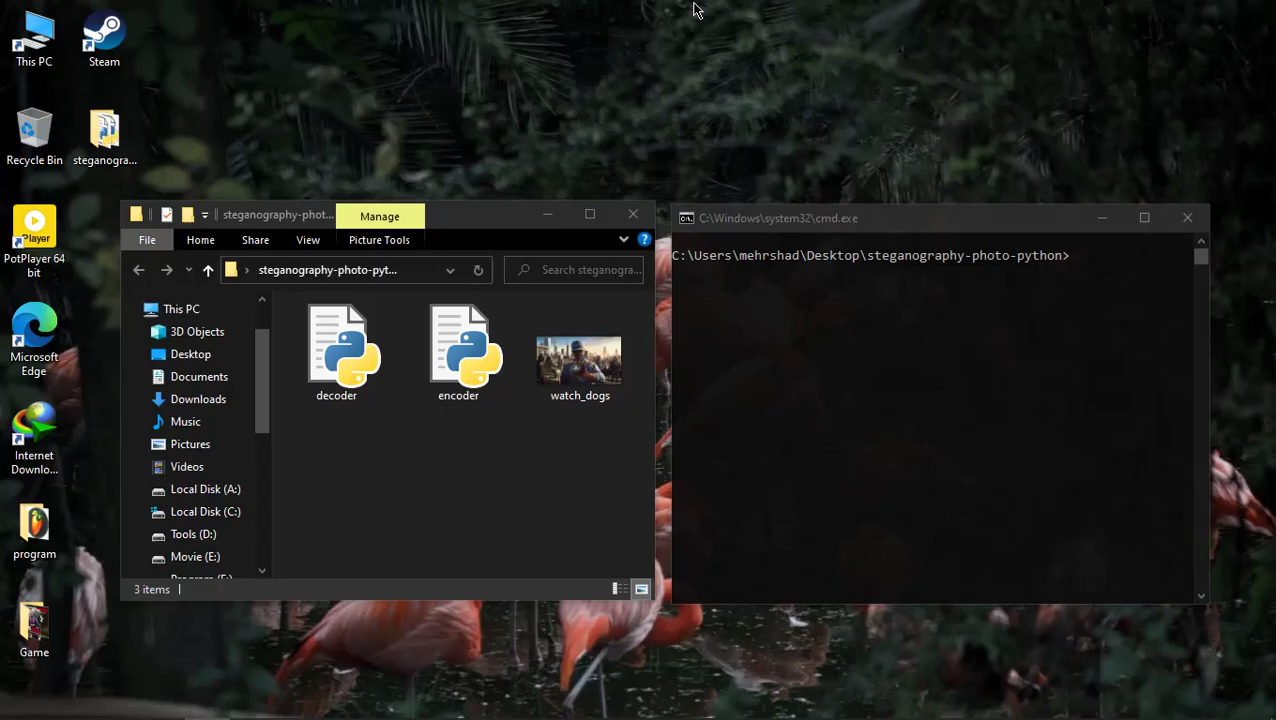 This PC
Steam
Recycle Bin
steganogra...
Player
PotPlayer 64
bit
Microsoft
Edge
Internet
Downlo...
program
Game
steganography-phot...
Manage
File
Home
Share
View
Picture Tools
steganography-photo-pyt...
Search steganogra...
This PC
3D Objects
Desktop
Documents
Downloads
Music
Pictures
Videos
Local Disk (A:)
Local Disk (C:)
Tools (D:)
Movie (E:)
Program (F:)
decoder
encoder
watch_dogs
3 items
C:\Windows\system32\cmd.exe
C:\Users\mehrshad\Desktop\steganography-photo-python>